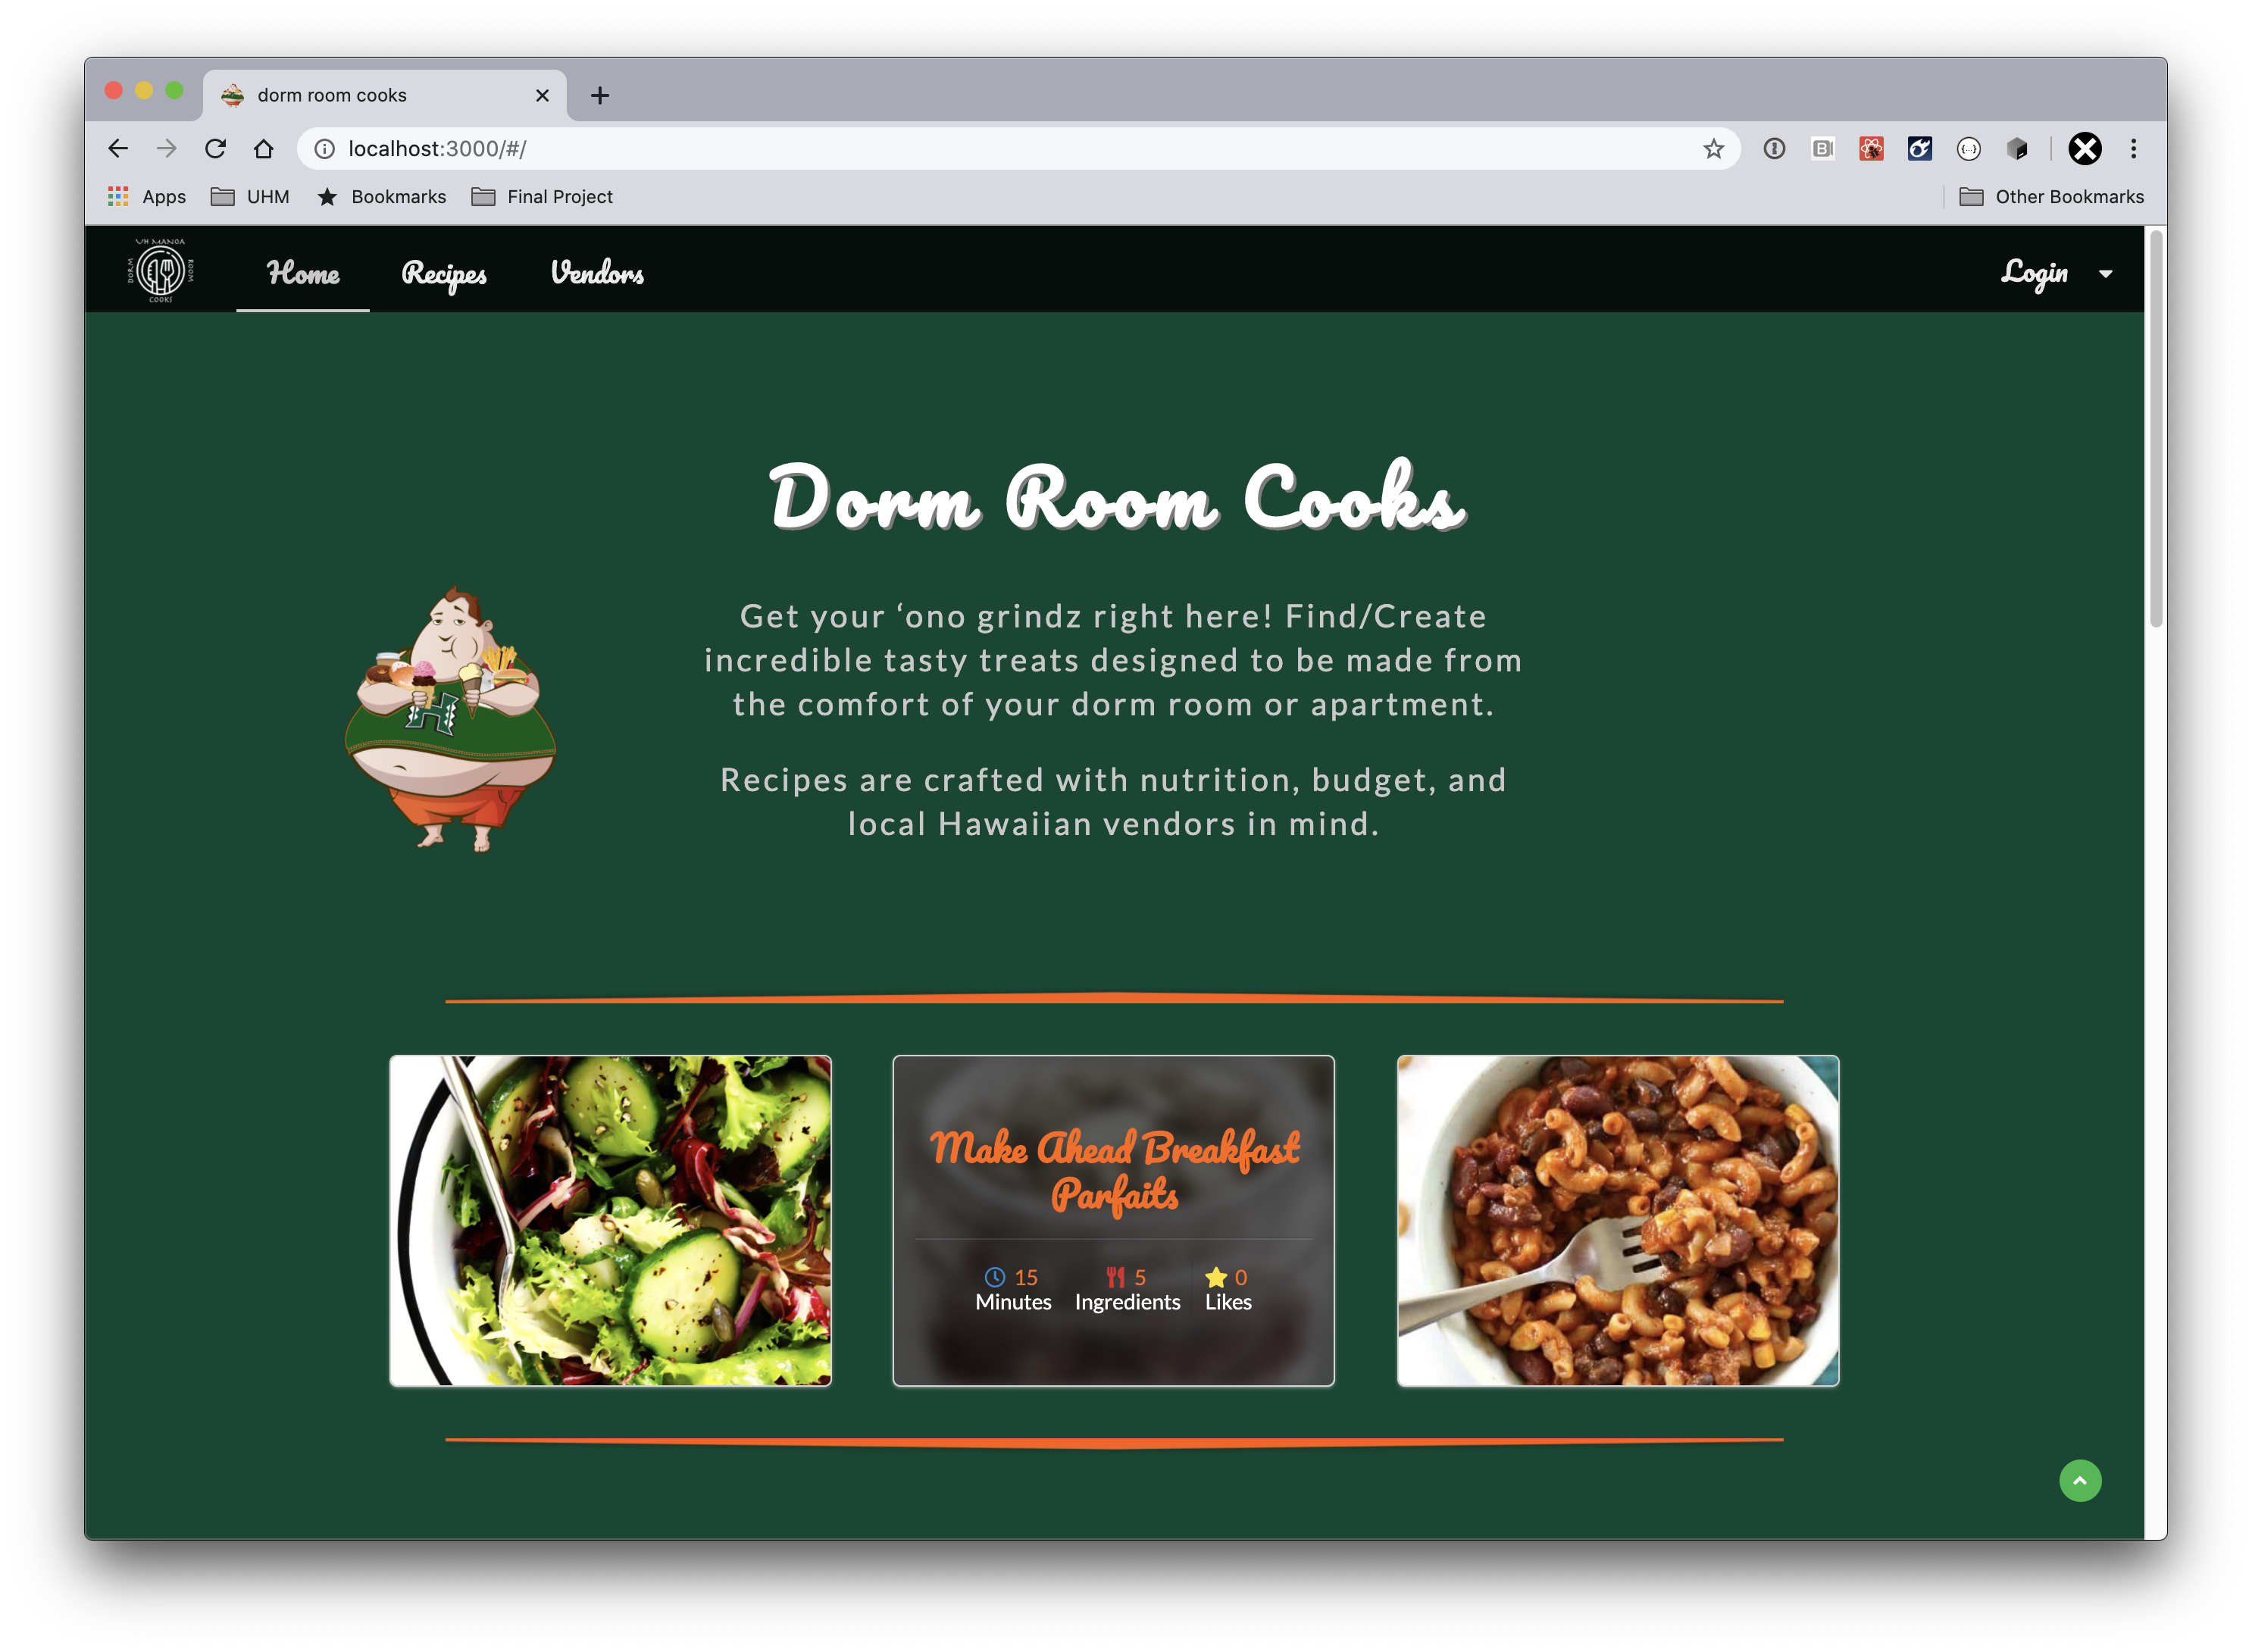 dorm room cooks
localhost:3000/#/
Apps
UHM
Bookmarks
Final Project
Other Bookmarks
UH MANOA
DORM
ROOM
COOKS
Home
Recipes
Vendors
Login
Dorm Room Cooks
Get your ‘ono grindz right here! Find/Create
incredible tasty treats designed to be made from
the comfort of your dorm room or apartment.
Recipes are crafted with nutrition, budget, and
local Hawaiian vendors in mind.
H
Make Ahead Breakfast
Parfaits
15 5 0
Minutes Ingredients Likes